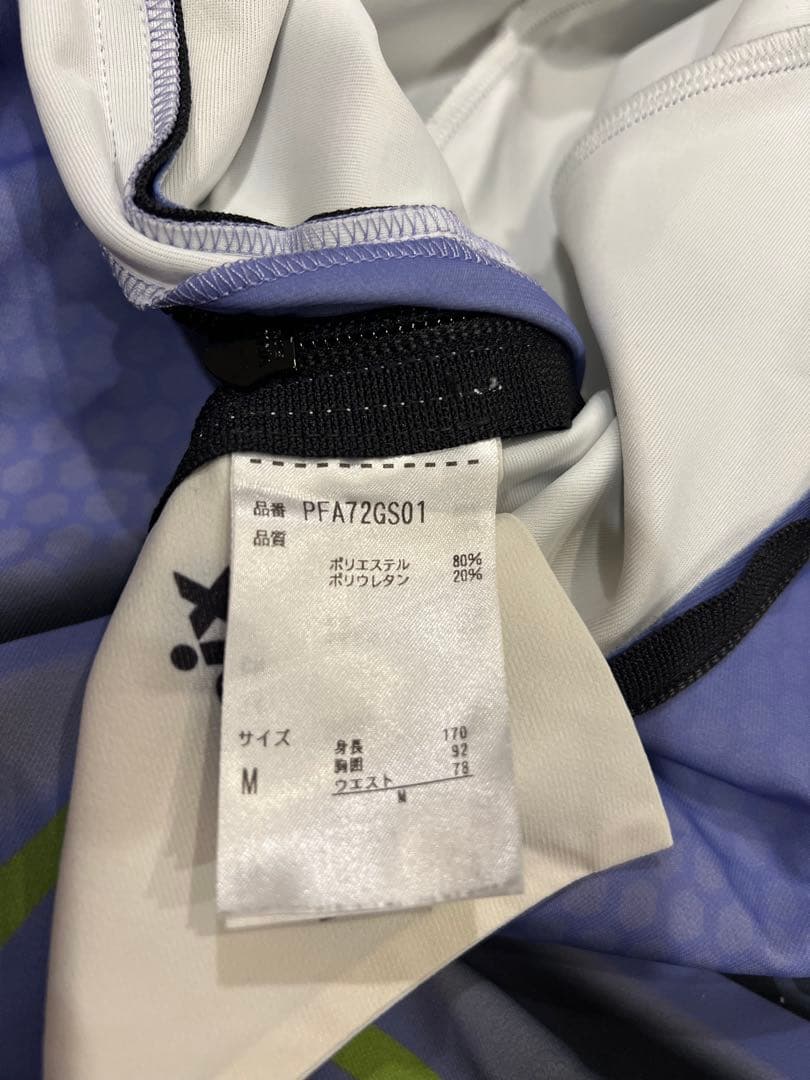 品番 PFA72GS01
品質
ポリエステル 80%
ポリウレタン 20%
サイズ
M
身長 170
胸囲 92
ウエスト 78
M